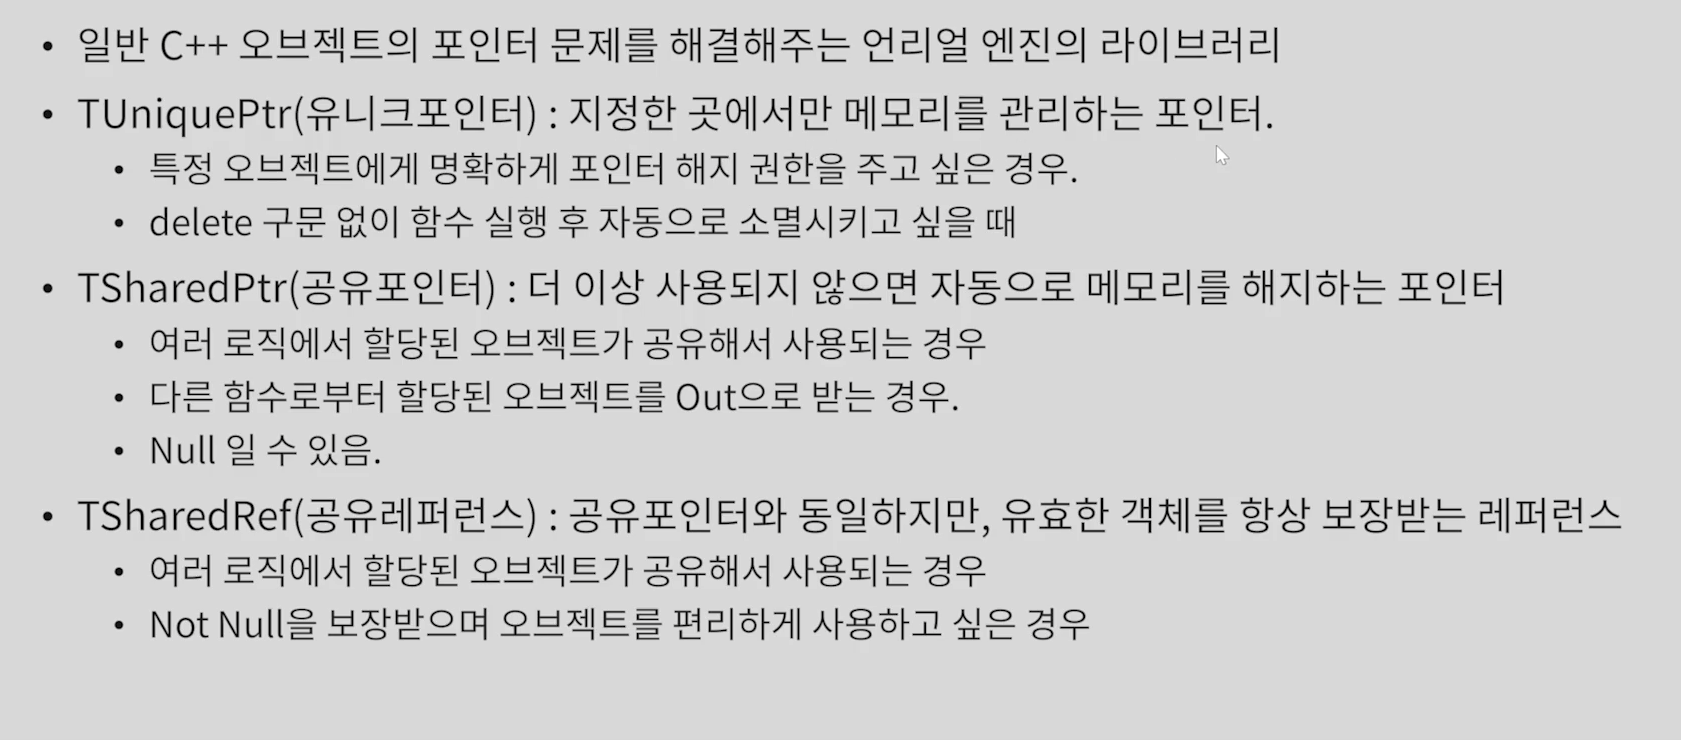 • 일반 C++ 오브젝트의 포인터 문제를 해결해주는 언리얼 엔진의 라이브러리
• TUniquePtr(유니크포인터) : 지정한 곳에서만 메모리를 관리하는 포인터.
• 특정 오브젝트에게 명확하게 포인터 해지 권한을 주고 싶은 경우.
• delete 구문 없이 함수 실행 후 자동으로 소멸시키고 싶을 때
• TSharedPtr(공유포인터) : 더 이상 사용되지 않으면 자동으로 메모리를 해지하는 포인터
• 여러 로직에서 할당된 오브젝트가 공유해서 사용되는 경우
• 다른 함수로부터 할당된 오브젝트를 Out으로 받는 경우.
• Null 일 수 있음.
• TSharedRef(공유레퍼런스) : 공유포인터와 동일하지만, 유효한 객체를 항상 보장받는 레퍼런스
• 여러 로직에서 할당된 오브젝트가 공유해서 사용되는 경우
• Not Null을 보장받으며 오브젝트를 편리하게 사용하고 싶은 경우